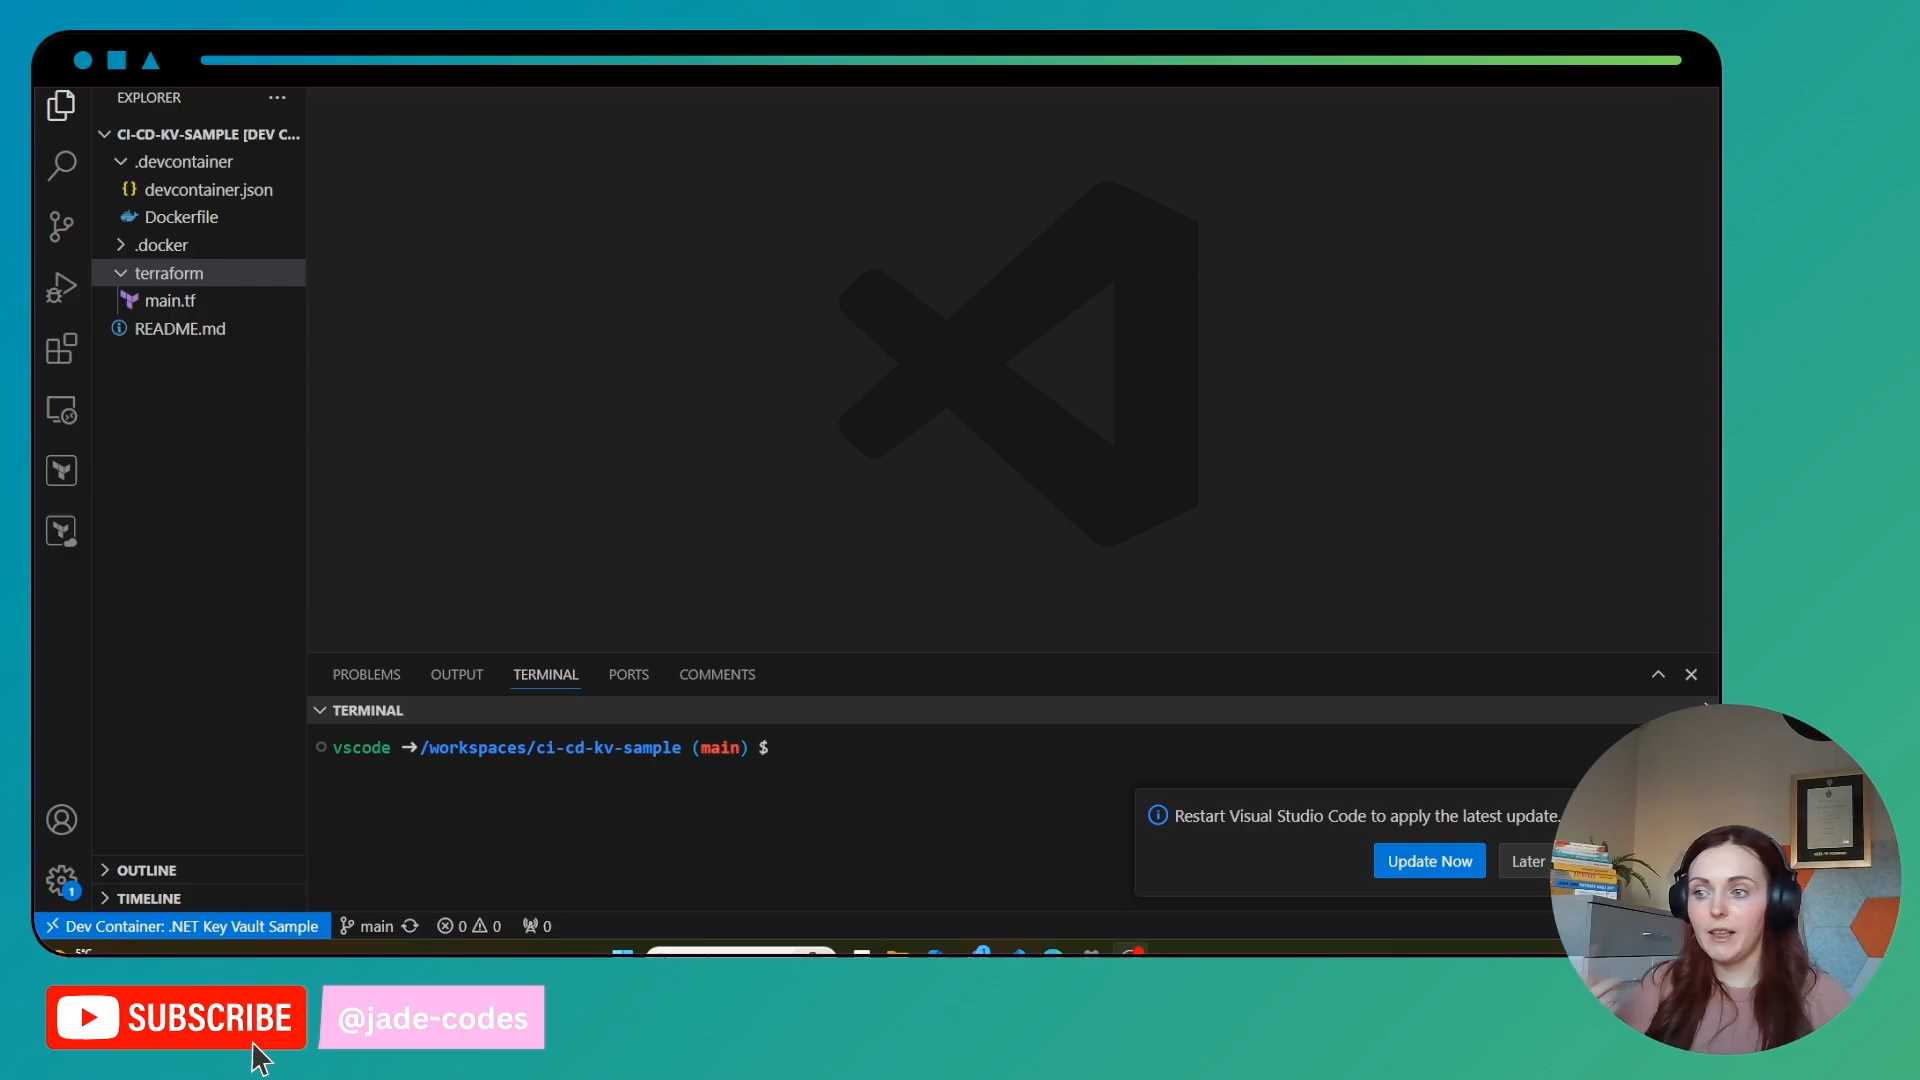 EXPLORER
CI-CD-KV-SAMPLE [DEV C...
.devcontainer
devcontainer.json
Dockerfile
.docker
terraform
main.tf
README.md
PROBLEMS
OUTPUT
TERMINAL
PORTS
COMMENTS
TERMINAL
vscode ➜ /workspaces/ci-cd-kv-sample (main) $
Restart Visual Studio Code to apply the latest update.
Update Now
Later
1
OUTLINE
TIMELINE
Dev Container: .NET Key Vault Sample
main
0
0
0
SUBSCRIBE
@jade-codes